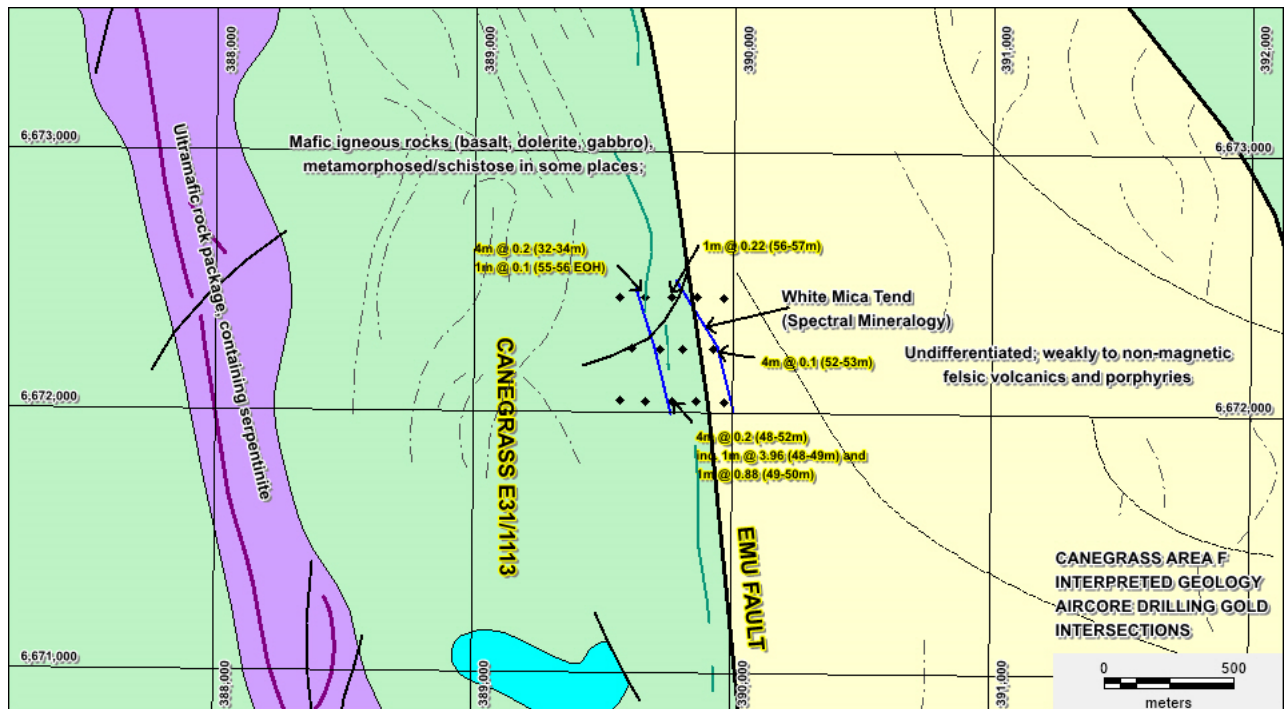 388,000
389,000
390,000
391,000
392,000
6,673,000
6,673,000
Mafic igneous rocks (basalt, dolerite, gabbro),
metamorphosed/schistose in some places;
Ultramafic rock package, containing serpentinite
4m @ 0.2 (32-34m)
1m @ 0.1 (55-56 EOH)
1m @ 0.22 (56-57m)
White Mica Tend
(Spectral Mineralogy)
4m @ 0.1 (52-53m)
Undifferentiated; weakly to non-magnetic
felsic volcanics and porphyries
CANEGRASS E31/1113
6,672,000
6,672,000
4m @ 0.2 (48-52m)
inc. 1m @ 3.96 (48-49m) and
1m @ 0.88 (49-50m)
EMU FAULT
CANEGRASS AREA F
INTERPRETED GEOLOGY
AIRCORE DRILLING GOLD
INTERSECTIONS
6,671,000
388,000
389,000
390,000
391,000
0 500
meters